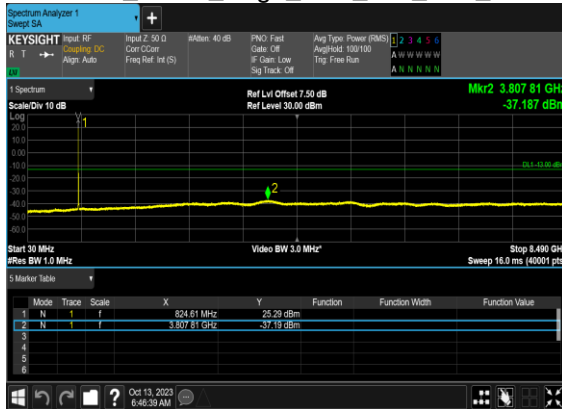 Spectrum Analyzer 1
Swept SA
+
KEYSIGHT Input: RF Input Z: 50 Ω #Atten: 40 dB PNO: Fast Avg Type: Power (RMS) 1 2 3 4 5 6
R T Coupling: DC Corr CCorr Gate: Off Avg|Hold: 100/100 A W W W W W
Align: Auto Freq Ref: Int (S) IF Gain: Low Trig: Free Run
Sig Track: Off A N N N N N
1 Spectrum
Ref Lvl Offset 7.50 dB Mkr2 3.807 81 GHz
Scale/Div 10 dB Ref Level 30.00 dBm -37.187 dBm
Log
1
20.0
10.0
0.00
-10.0
DL1 -13.00 dBm
-20.0
2
-30.0
-40.0
-50.0
-60.0
Start 30 MHz Video BW 3.0 MHz* Stop 8.490 GH
#Res BW 1.0 MHz Sweep 16.0 ms (40001 pts
5 Marker Table
Mode Trace Scale X Y Function Function Width Function Value
1 N 1 f 824.61 MHz 25.29 dBm
2 N 1 f 3.807 81 GHz -37.19 dBm
3
4
5
6
? Oct 13, 2023
6:46:39 AM